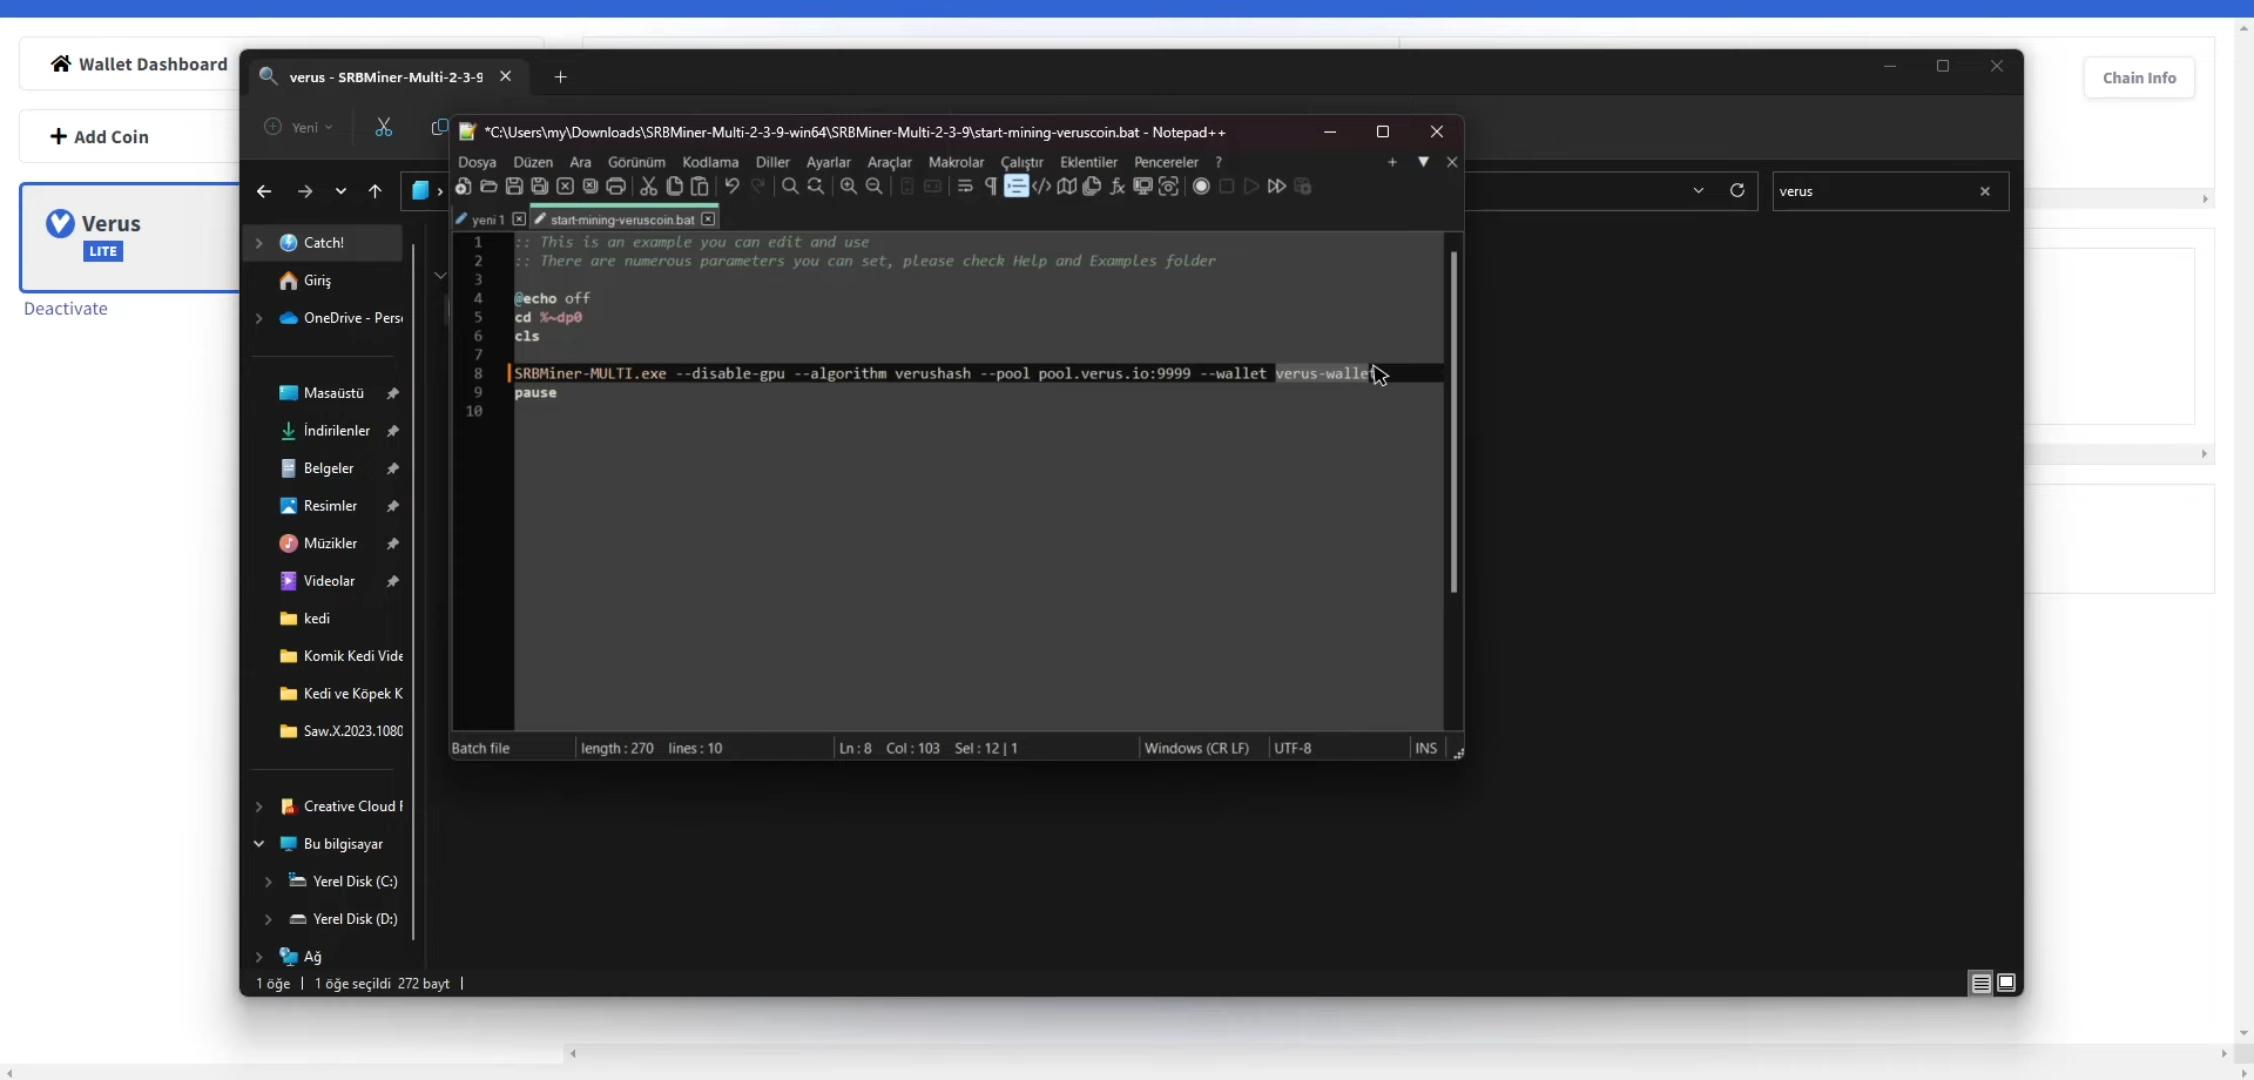 Wallet Dashboard
Add Coin
Verus
LITE
Deactivate
Chain Info
verus - SRBMiner-Multi-2-3-9
Yeni
verus
Catch!
Giriş
OneDrive - Pers
Masaüstü
İndirilenler
Belgeler
Resimler
Müzikler
Videolar
kedi
Komik Kedi Vide
Kedi ve Köpek K
Saw.X.2023.1080
Creative Cloud F
Bu bilgisayar
Yerel Disk (C:)
Yerel Disk (D:)
Ağ
1 öğe | 1 öğe seçildi 272 bayt |
*C:\Users\my\Downloads\SRBMiner-Multi-2-3-9-win64\SRBMiner-Multi-2-3-9\start-mining-veruscoin.bat - Notepad++
Dosya Düzen Ara Görünüm Kodlama Diller Ayarlar Araçlar Makrolar Çalıştır Eklentiler Pencereler ?
yeni 1 start-mining-veruscoin.bat
1 :: This is an example you can edit and use
2 :: There are numerous parameters you can set, please check Help and Examples folder
3
4 @echo off
5 cd %~dp0
6 cls
7
8 SRBMiner-MULTI.exe --disable-gpu --algorithm verushash --pool pool.verus.io:9999 --wallet verus-wallet
9 pause
10
Batch file length : 270 lines : 10 Ln : 8 Col : 103 Sel : 12 | 1 Windows (CR LF) UTF-8 INS